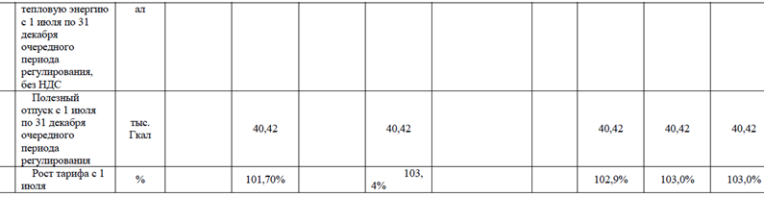 тепловую энергию ал
с 1 июля по 31
декабря
очередного
периода
регулирования,
без НДС
Полезный
отпуск с 1 июля
по 31 декабря тыс. 40,42 40,42 40,42 40,42 40,42
очередного Гкал
периода
регулирования
Рост тарифа с 1 % 101,70% 103, 102,9% 103,0% 103,0%
июля 4%